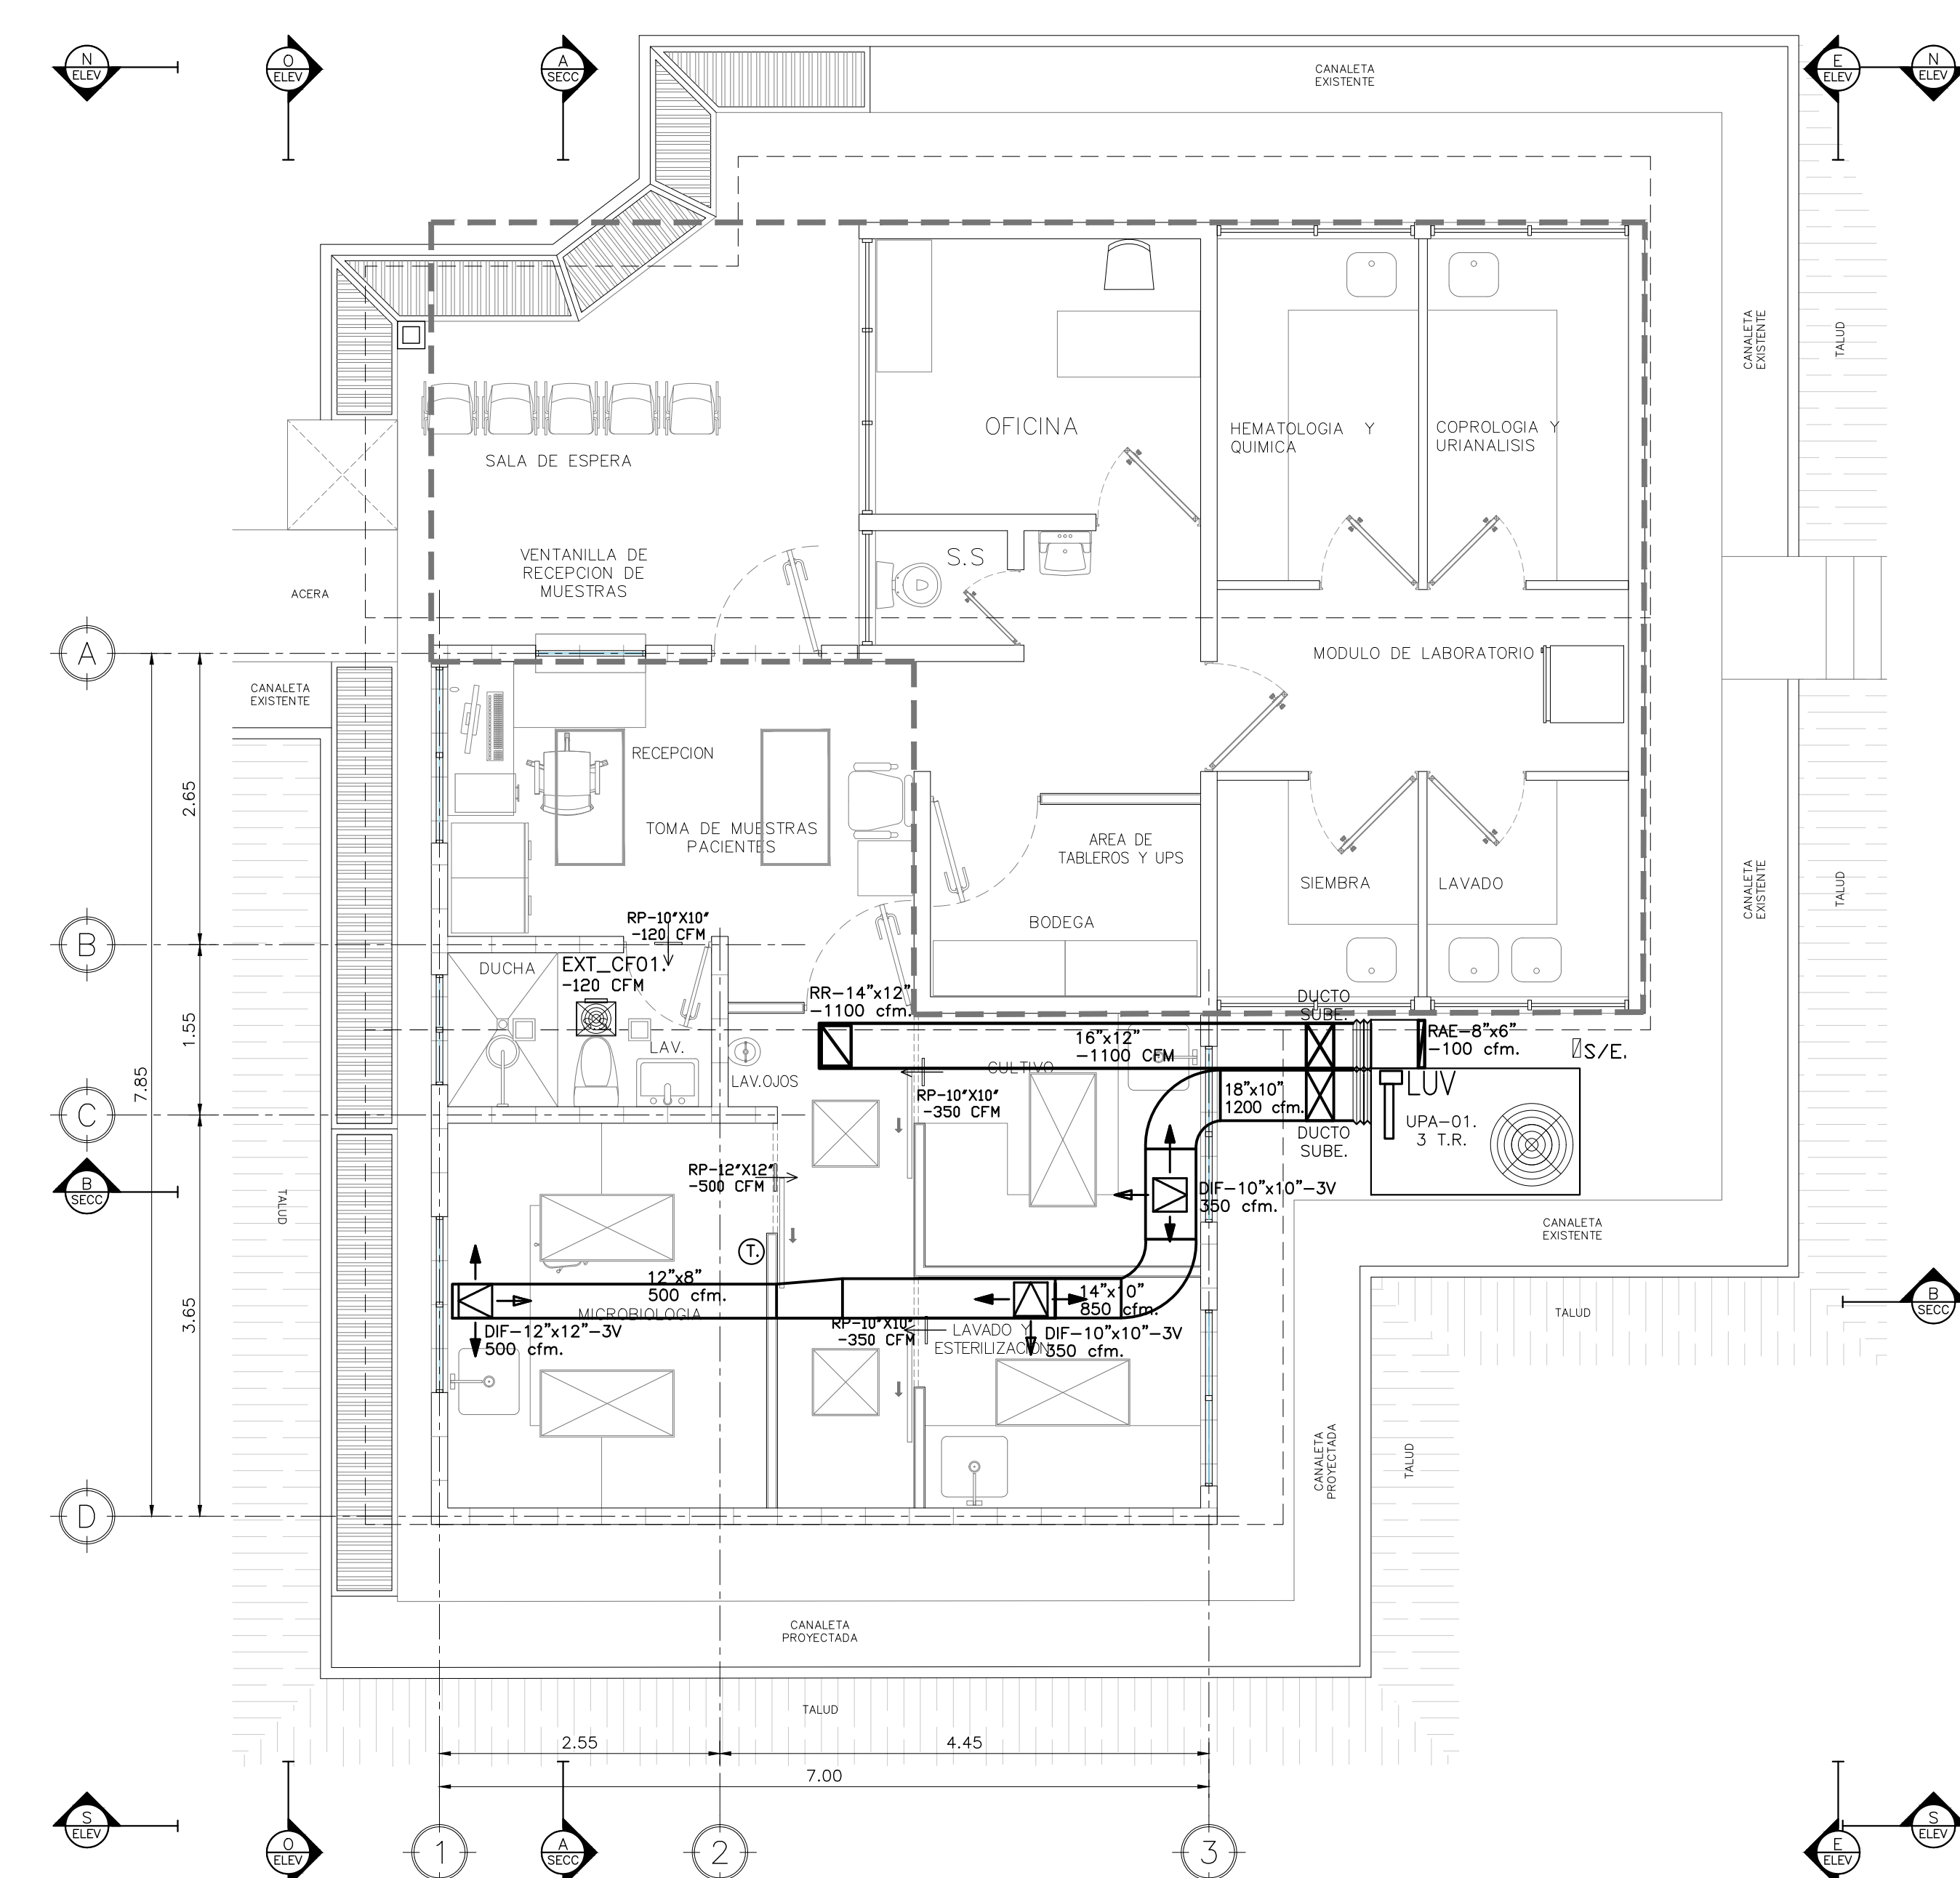 N
ELEV
O
ELEV
A
SECC
E
ELEV
N
ELEV
CANALETA
EXISTENTE
CANALETA
EXISTENTE
TALUD
OFICINA
HEMATOLOGIA Y
QUIMICA
COPROLOGIA Y
URIANALISIS
SALA DE ESPERA
VENTANILLA DE
RECEPCION DE
MUESTRAS
S.S
ACERA
A
MODULO DE LABORATORIO
CANALETA
EXISTENTE
RECEPCION
2.65
TOMA DE MUESTRAS
PACIENTES
AREA DE
TABLEROS Y UPS
SIEMBRA
LAVADO
CANALETA
EXISTENTE
TALUD
BODEGA
B
RP-10"X10"
-120 CFM
DUCHA
EXT_CF01.
-120 CFM
RR-14"x12"
-1100 cfm.
DUCTO
SUBE.
1.55
7.85
LAV.
LAV.OJOS
16"x12"
-1100 CFM
CULTIVO
RAE-8"x6"
-100 cfm.
S/E.
C
RP-10"X10"
-350 CFM
18"x10"
1200 cfm.
LUV
UPA-01.
3 T.R.
DUCTO
SUBE.
B
SECC
TALUD
RP-12"X12"
-500 CFM
DIF-10"x10"-3V
350 cfm.
CANALETA
EXISTENTE
T.
3.65
12"x8"
500 cfm.
MICROBIOLOGIA
14"x10"
850 cfm.
DIF-12"x12"-3V
500 cfm.
RP-10"X10"
-350 CFM
LAVADO Y
ESTERILIZACION
DIF-10"x10"-3V
350 cfm.
TALUD
B
SECC
CANALETA
PROYECTADA
TALUD
D
CANALETA
PROYECTADA
TALUD
2.55
4.45
7.00
S
ELEV
O
ELEV
1
A
SECC
2
3
E
ELEV
S
ELEV